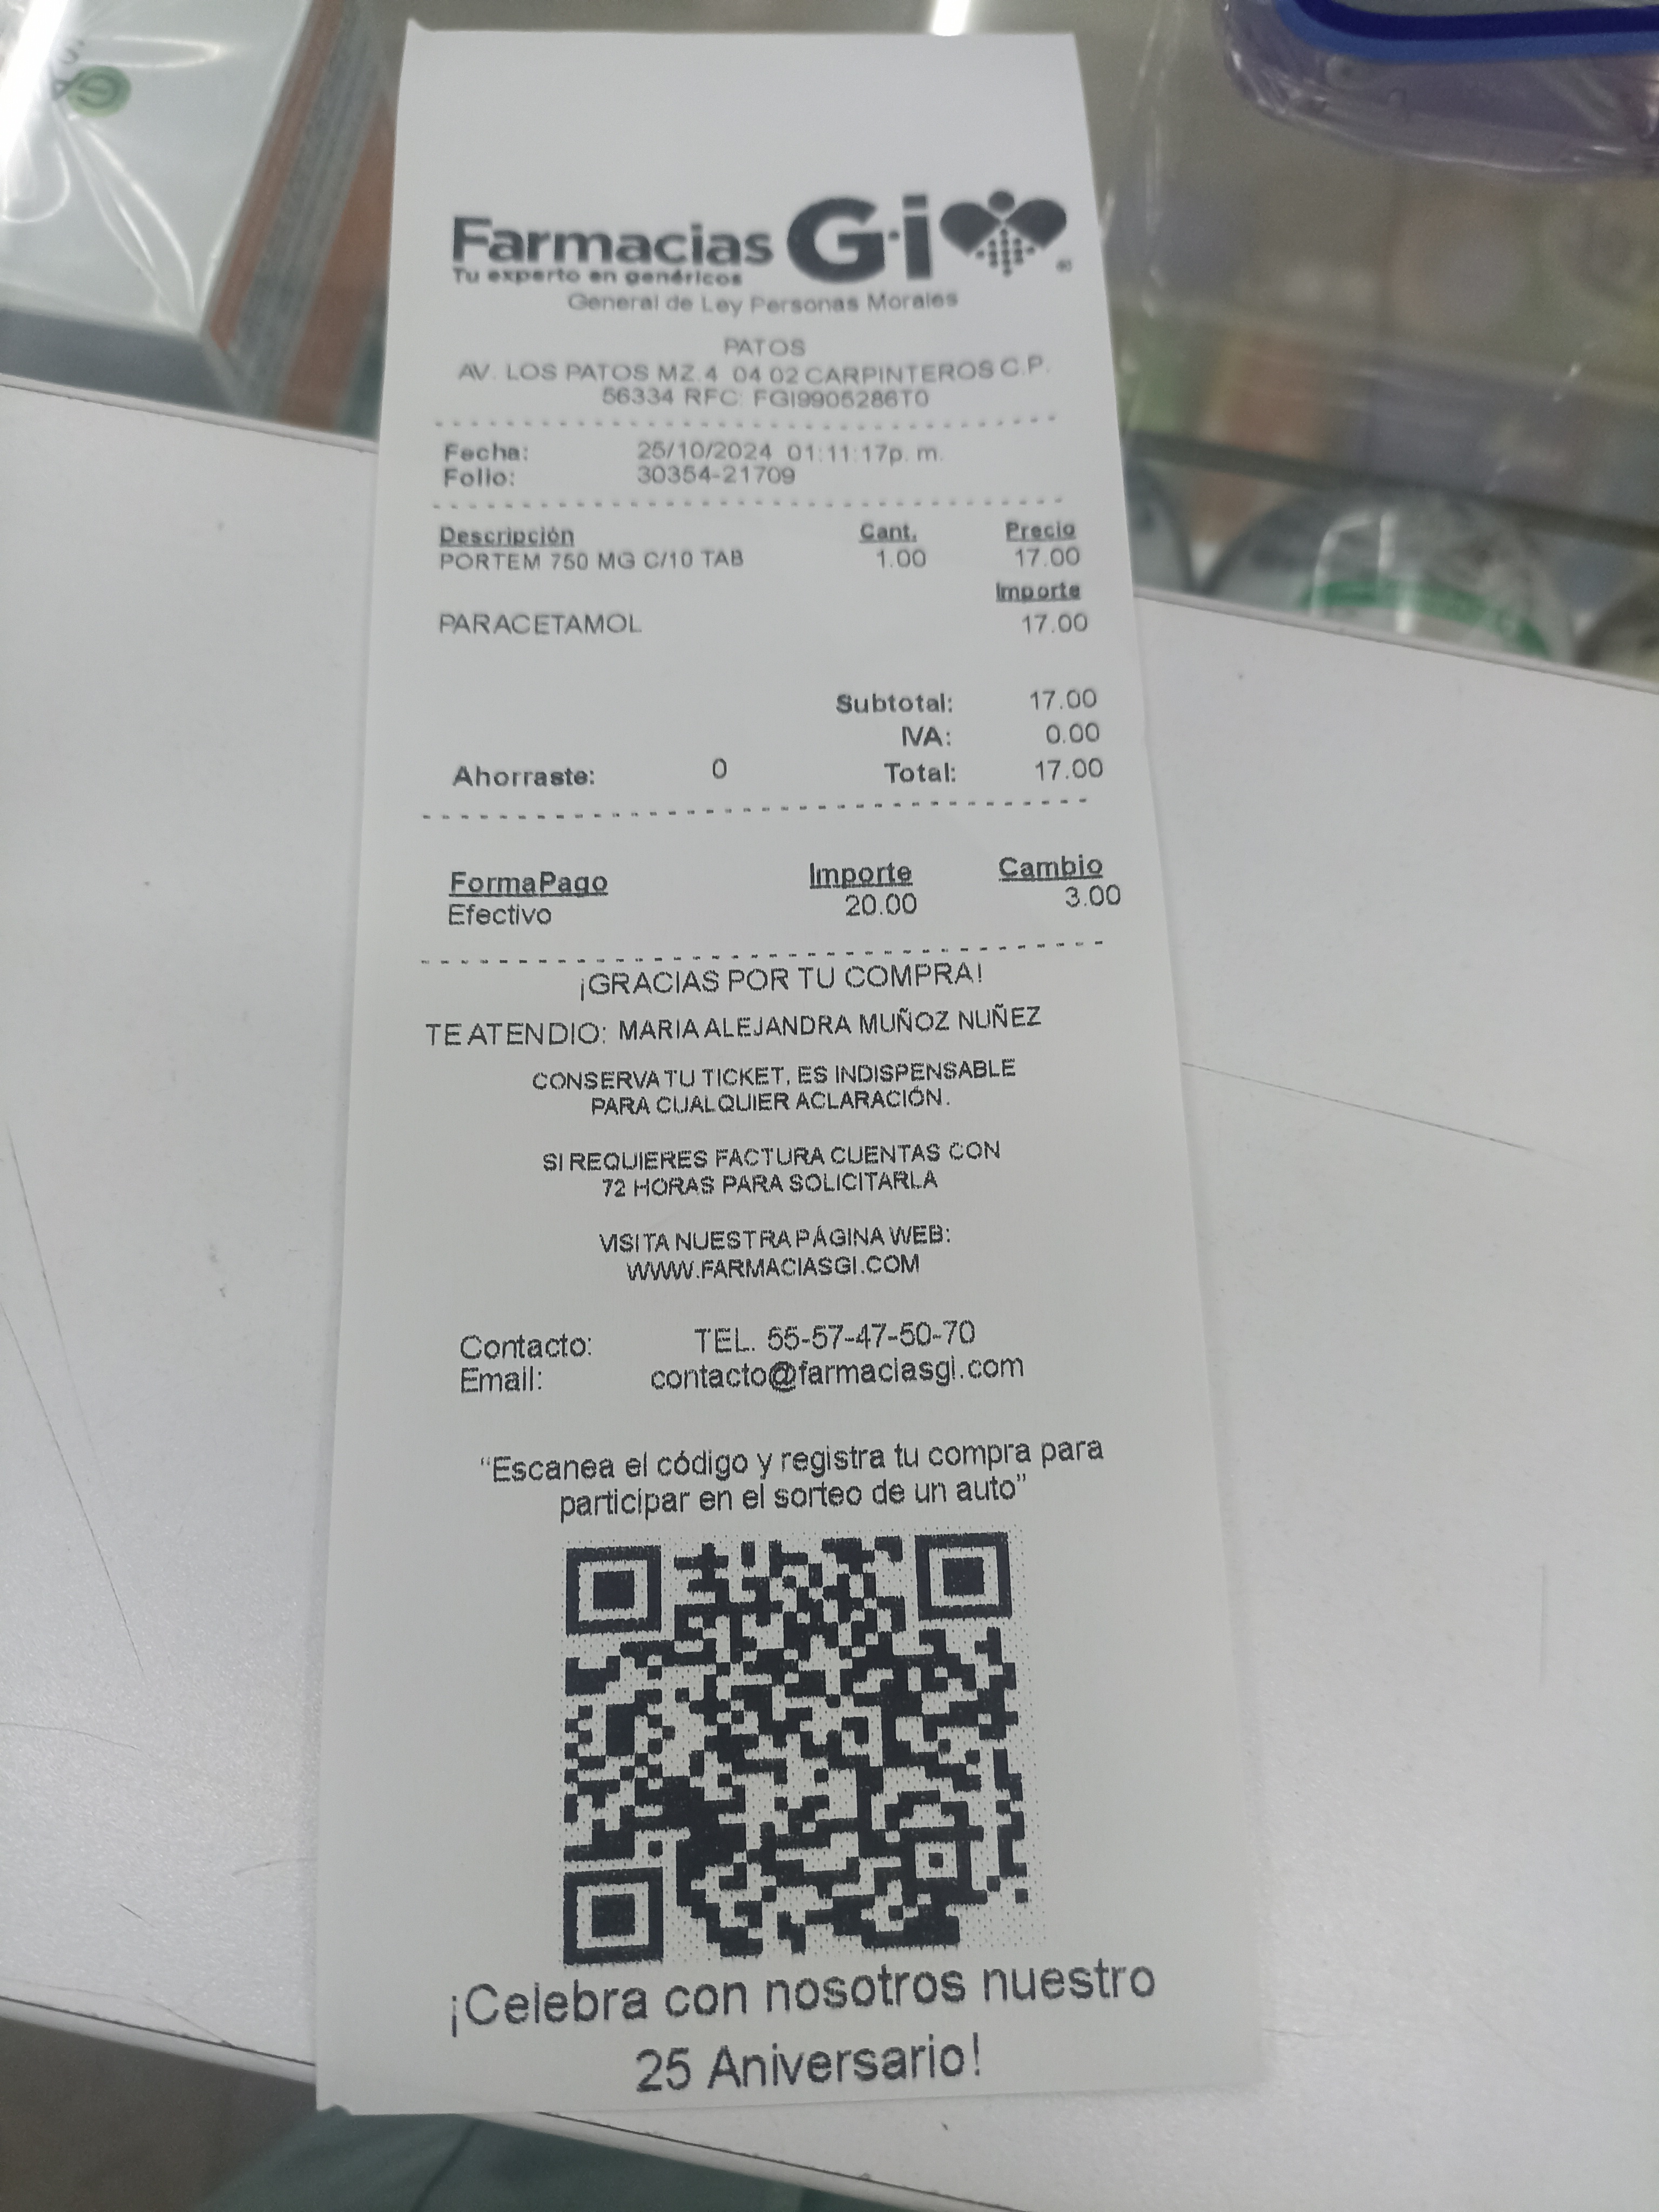 Farmacias Gi
Tu experto en genéricos
General de Ley Personas Morales
PATOS
AV. LOS PATOS MZ.4 04 02 CARPINTEROS C.P.
56334 RFC: FGI9905286T0
Fecha: 25/10/2024 01:11:17p. m.
Folio: 30354-21709
Descripción Cant. Precio
PORTEM 750 MG C/10 TAB 1.00 17.00
Importe
PARACETAMOL 17.00
Subtotal: 17.00
IVA: 0.00
Ahorraste: 0 Total: 17.00
FormaPago Importe Cambio
Efectivo 20.00 3.00
¡GRACIAS POR TU COMPRA!
TE ATENDIO: MARIA ALEJANDRA MUÑOZ NUÑEZ
CONSERVA TU TICKET, ES INDISPENSABLE
PARA CUALQUIER ACLARACIÓN.
SI REQUIERES FACTURA CUENTAS CON
72 HORAS PARA SOLICITARLA
VISITA NUESTRA PÁGINA WEB:
WWW.FARMACIASGI.COM
Contacto: TEL. 55-57-47-50-70
Email: contacto@farmaciasgi.com
“Escanea el código y registra tu compra para
participar en el sorteo de un auto”
¡Celebra con nosotros nuestro
25 Aniversario!